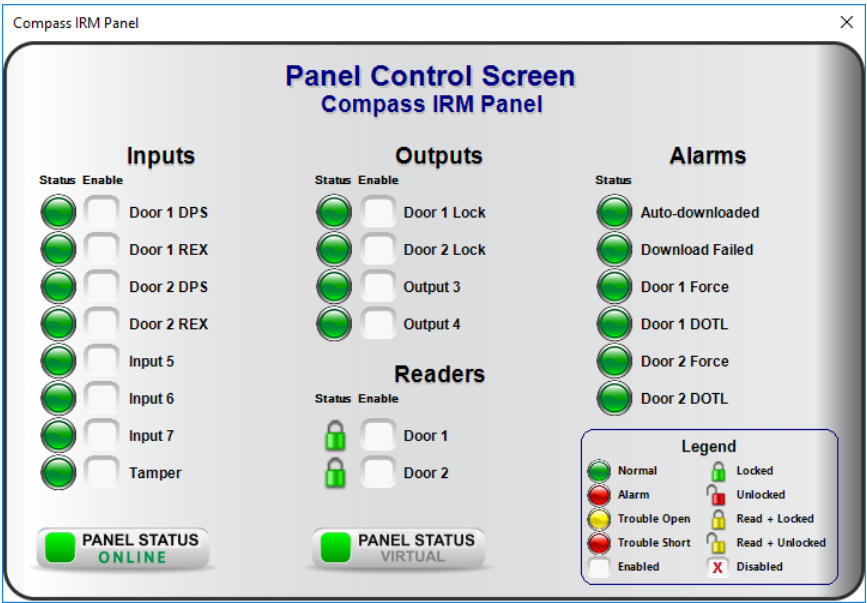 Compass IRM Panel
Panel Control Screen
Compass IRM Panel
Inputs
Status Enable
Door 1 DPS
Door 1 REX
Door 2 DPS
Door 2 REX
Input 5
Input 6
Input 7
Tamper
PANEL STATUS
ONLINE
Outputs
Status Enable
Door 1 Lock
Door 2 Lock
Output 3
Output 4
Readers
Status Enable
Door 1
Door 2
PANEL STATUS
VIRTUAL
Alarms
Status
Auto-downloaded
Download Failed
Door 1 Force
Door 1 DOTL
Door 2 Force
Door 2 DOTL
Legend
Normal Locked
Alarm Unlocked
Trouble Open Read + Locked
Trouble Short Read + Unlocked
Enabled X Disabled